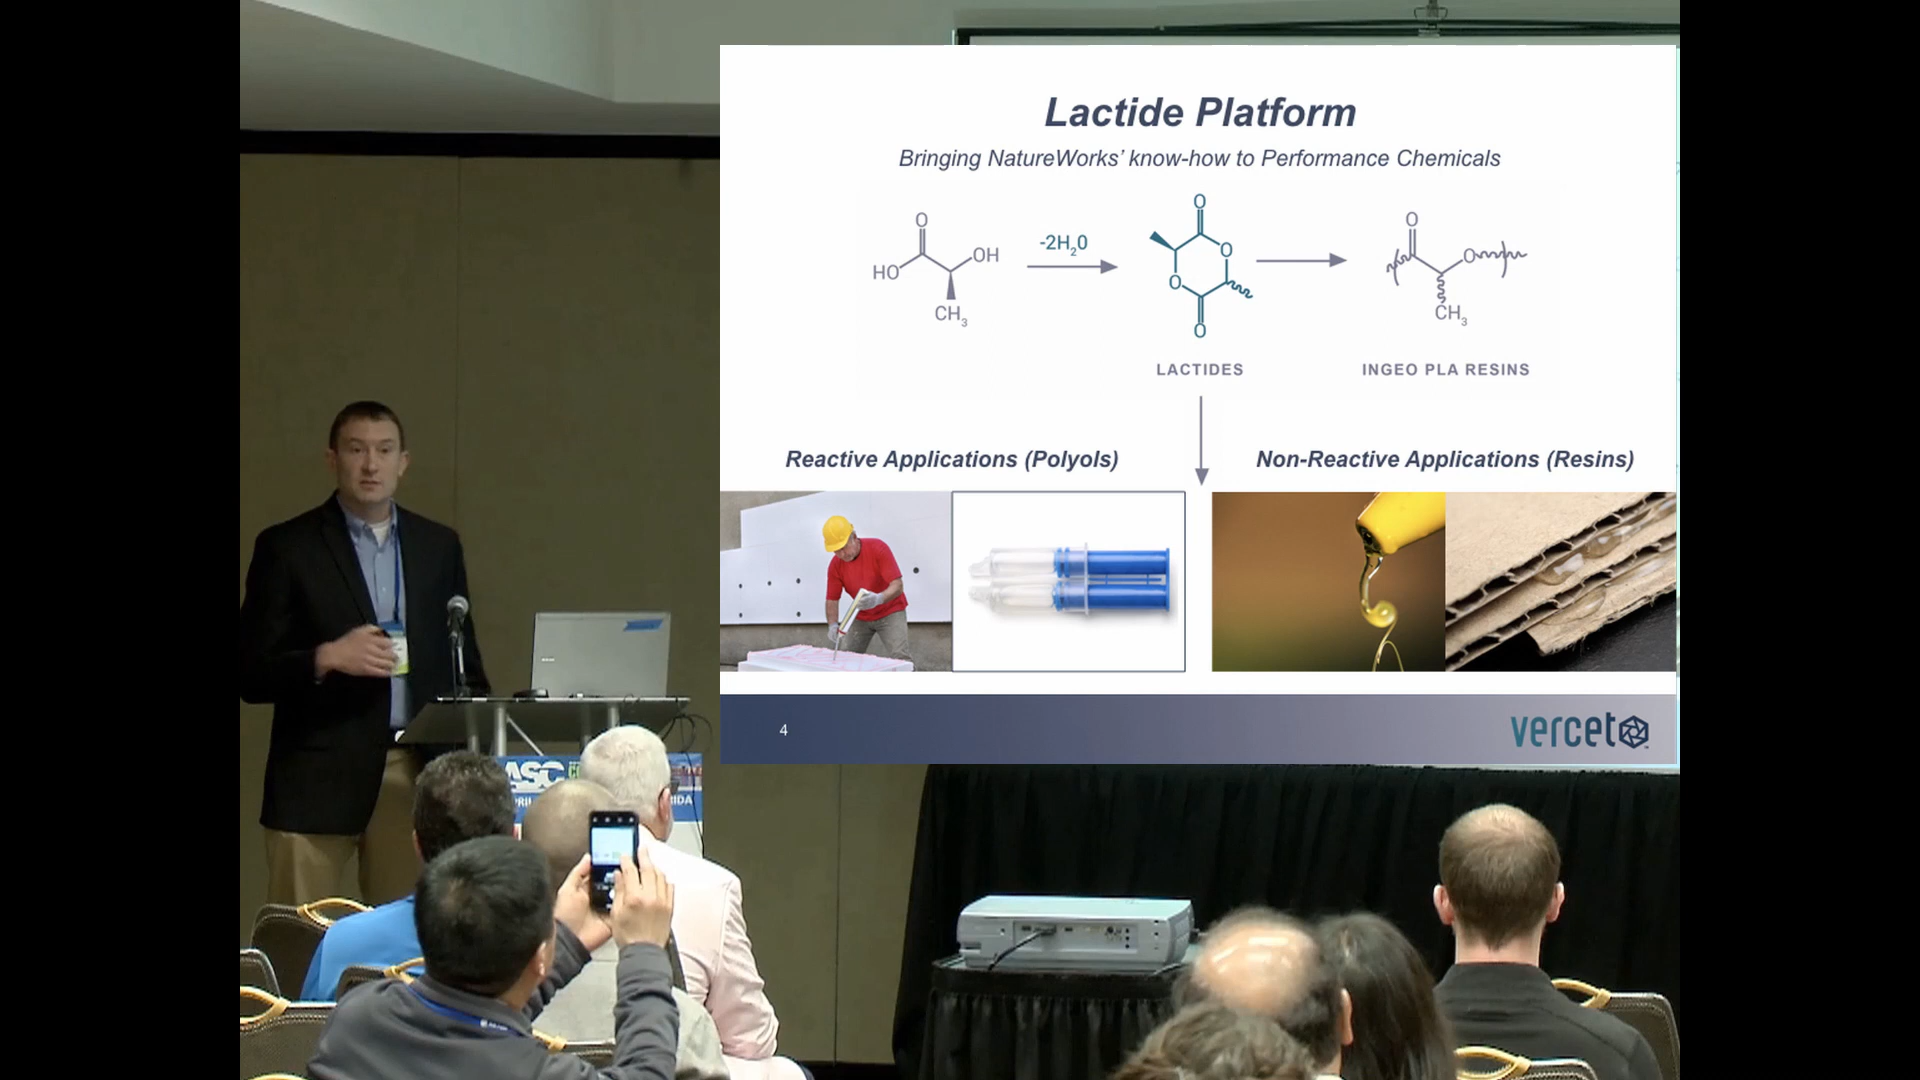 Lactide Platform
Bringing NatureWorks’ know-how to Performance Chemicals
O
HO
OH
CH3
-2H20
O
O
O
O
O
O
CH3
LACTIDES
INGEO PLA RESINS
Reactive Applications (Polyols)
Non-Reactive Applications (Resins)
4
vercet
ASC